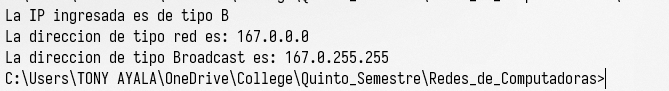 La IP ingresada es de tipo B
La direccion de tipo red es: 167.0.0.0
La direccion de tipo Broadcast es: 167.0.255.255
C:\Users\TONY AYALA\OneDrive\College\Quinto_Semestre\Redes_de_Computadoras>